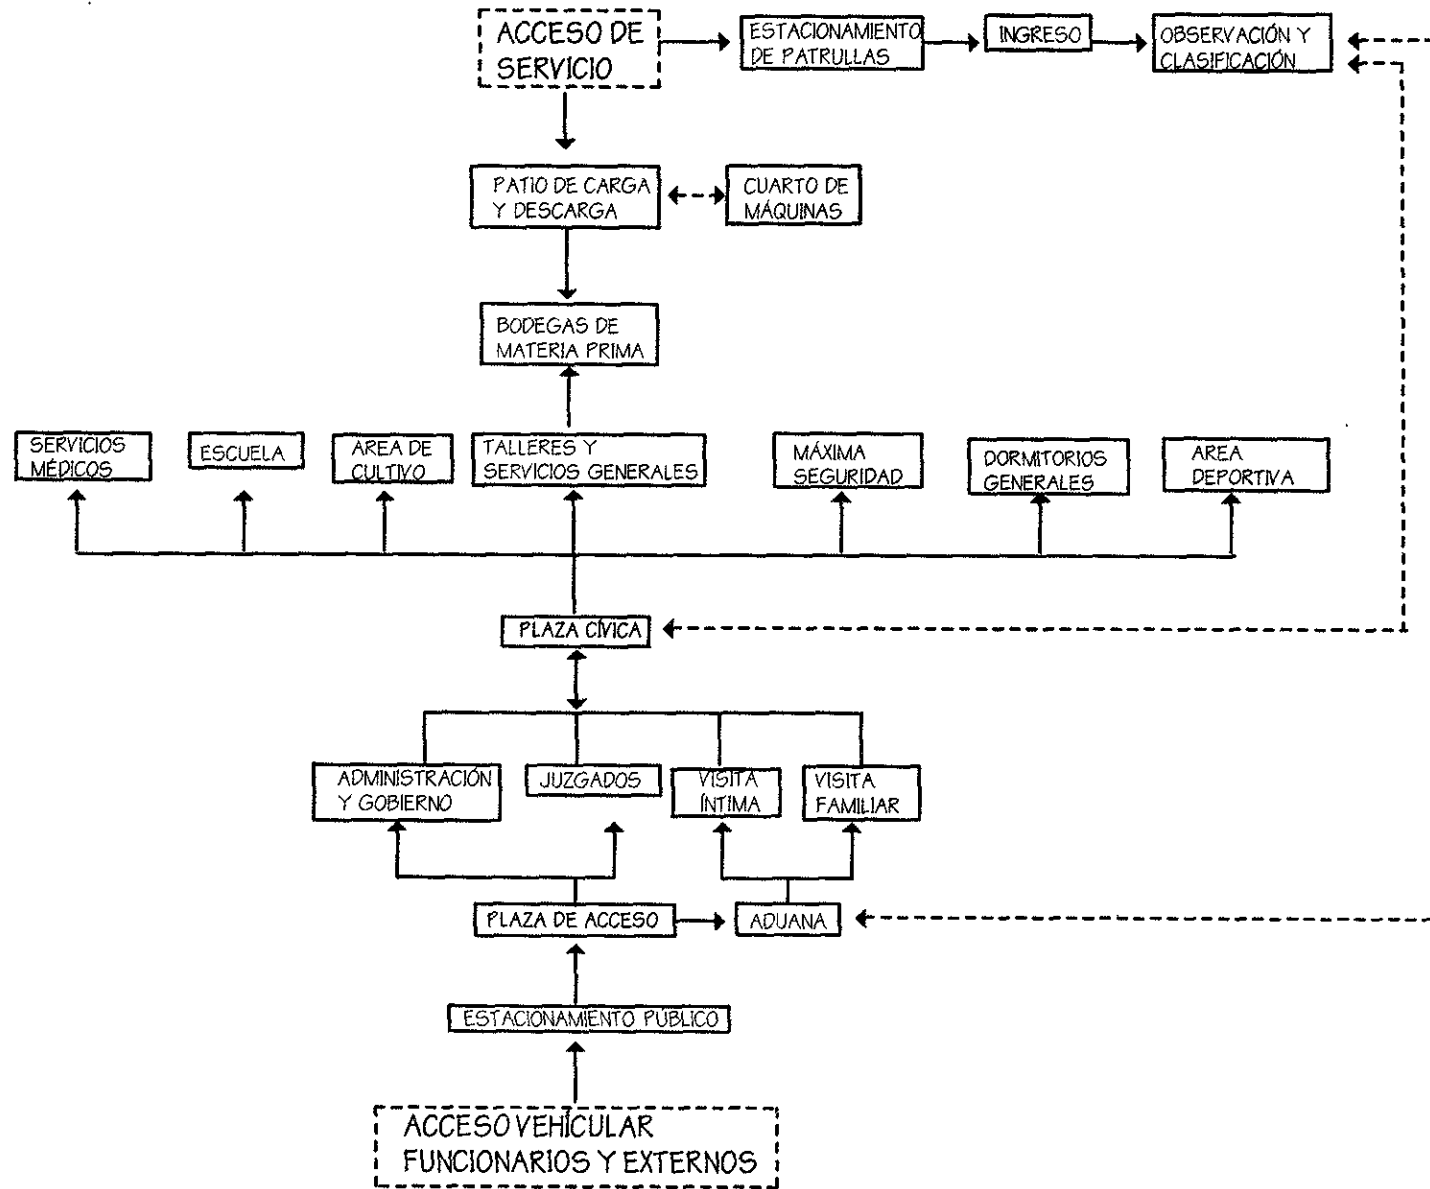 ACCESO DE
SERVICIO
ESTACIONAMIENTO
DE PATRULLAS
INGRESO
OBSERVACIÓN Y
CLASIFICACIÓN
PATIO DE CARGA
Y DESCARGA
CUARTO DE
MÁQUINAS
BODEGAS DE
MATERIA PRIMA
SERVICIOS
MÉDICOS
ESCUELA
AREA DE
CULTIVO
TALLERES Y
SERVICIOS GENERALES
MÁXIMA
SEGURIDAD
DORMITORIOS
GENERALES
AREA
DEPORTIVA
PLAZA CÍVICA
ADMINISTRACIÓN
Y GOBIERNO
JUZGADOS
VISITA
ÍNTIMA
VISITA
FAMILIAR
PLAZA DE ACCESO
ADUANA
ESTACIONAMIENTO PÚBLICO
ACCESO VEHÍCULAR
FUNCIONARIOS Y EXTERNOS